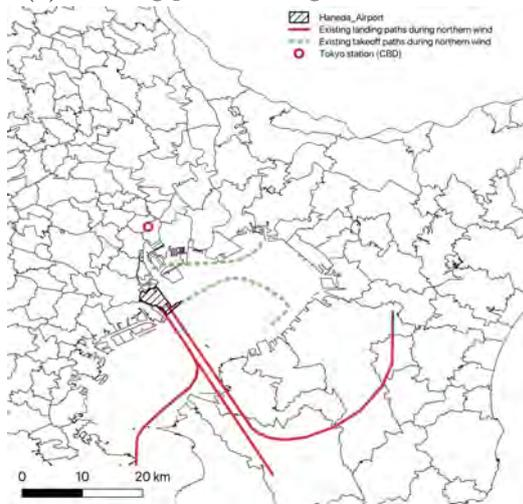 Haneda_Airport
Existing landing paths during northern wind
Existing takeoff paths during northern wind
Tokyo station (CBD)
0 10 20 km